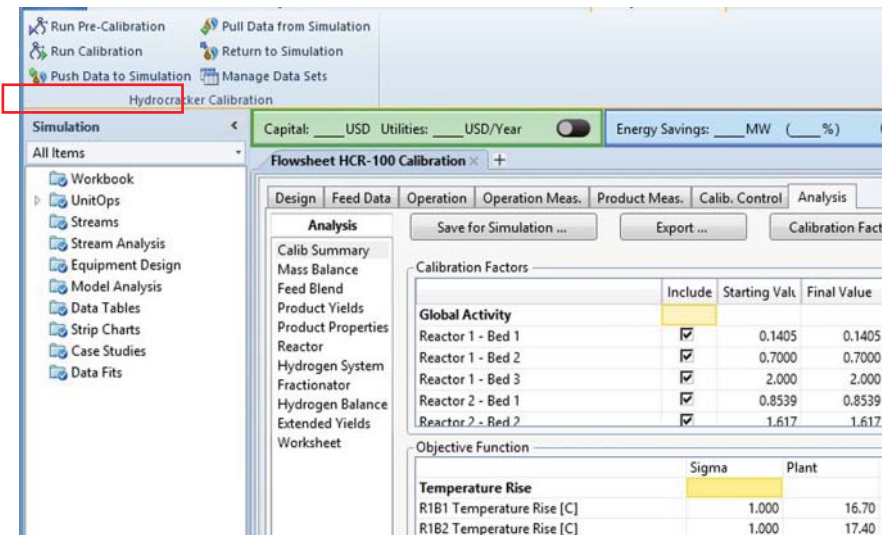 Run Pre-Calibration Pull Data from Simulation
Run Calibration Return to Simulation
Push Data to Simulation Manage Data Sets
Hydrocracker Calibration
Simulation <
Capital: ____USD Utilities: ____USD/Year Energy Savings: ____MW (____%)
All Items
Flowsheet HCR-100 Calibration × +
Workbook
UnitOps
Streams
Stream Analysis
Equipment Design
Model Analysis
Data Tables
Strip Charts
Case Studies
Data Fits
Design Feed Data Operation Operation Meas. Product Meas. Calib. Control Analysis
Analysis
Calib Summary
Mass Balance
Feed Blend
Product Yields
Product Properties
Reactor
Hydrogen System
Fractionator
Hydrogen Balance
Extended Yields
Worksheet
Save for Simulation ... Export ... Calibration Fact
Calibration Factors
Include Starting Valu Final Value
Global Activity
Reactor 1 - Bed 1 0.1405 0.1405
Reactor 1 - Bed 2 0.7000 0.7000
Reactor 1 - Bed 3 2.000 2.000
Reactor 2 - Bed 1 0.8539 0.8539
Reactor 2 - Bed 2 1.617 1.617
Objective Function
Sigma Plant
Temperature Rise
R1B1 Temperature Rise [C] 1.000 16.70
R1B2 Temperature Rise [C] 1.000 17.40